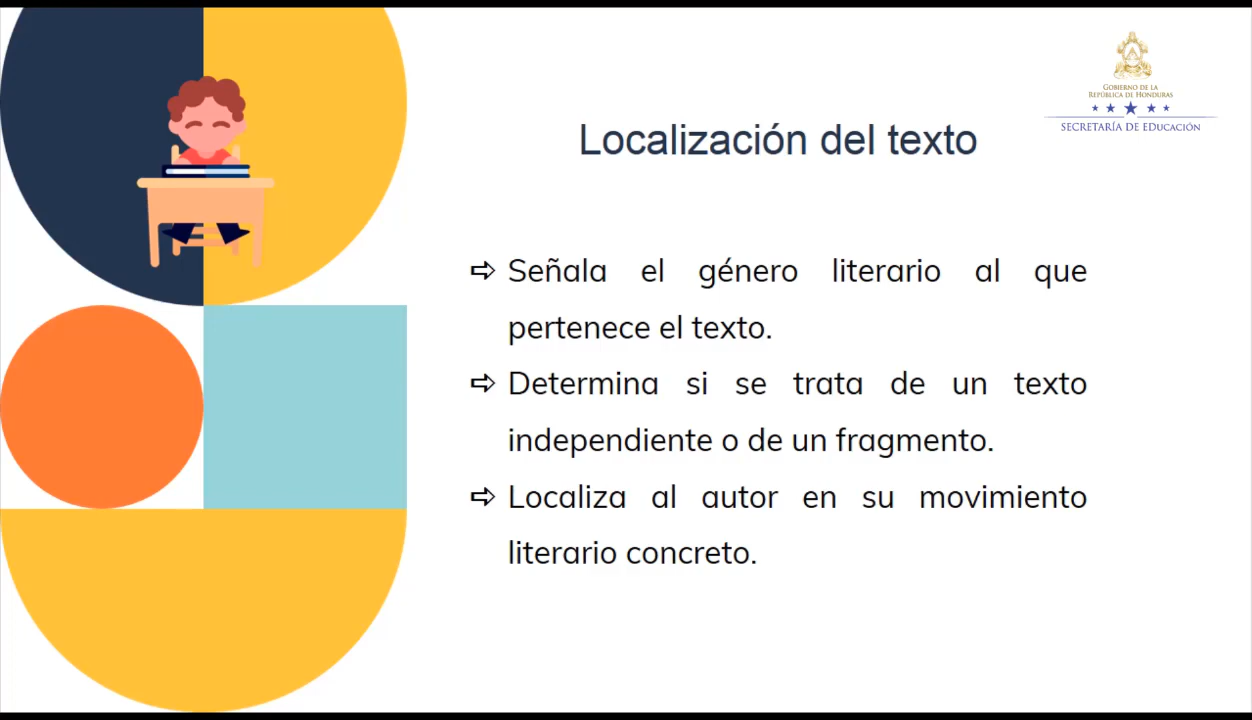 GOBIERNO DE LA
REPÚBLICA DE HONDURAS
SECRETARÍA DE EDUCACIÓN
Localización del texto
⇨ Señala el género literario al que
pertenece el texto.
⇨ Determina si se trata de un texto
independiente o de un fragmento.
⇨ Localiza al autor en su movimiento
literario concreto.